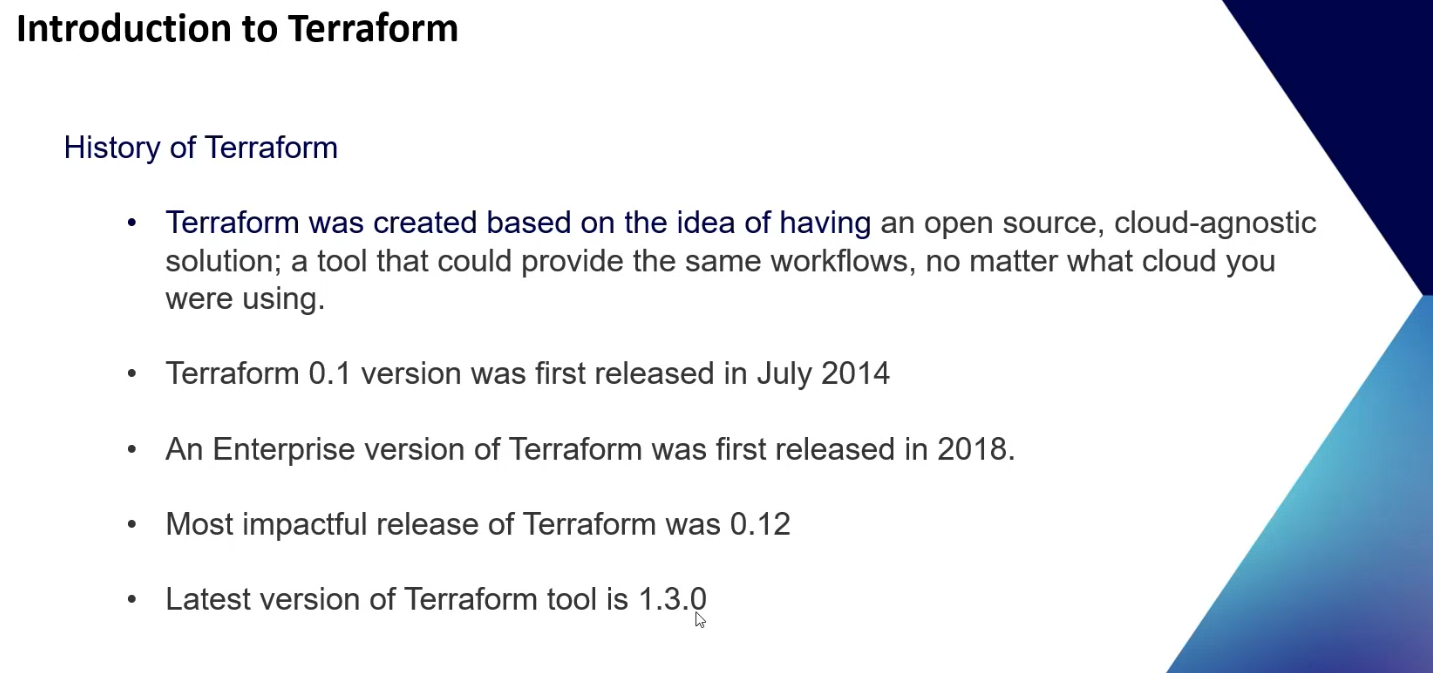 Introduction to Terraform
History of Terraform
• Terraform was created based on the idea of having an open source, cloud-agnostic
solution; a tool that could provide the same workflows, no matter what cloud you
were using.
• Terraform 0.1 version was first released in July 2014
• An Enterprise version of Terraform was first released in 2018.
• Most impactful release of Terraform was 0.12
• Latest version of Terraform tool is 1.3.0